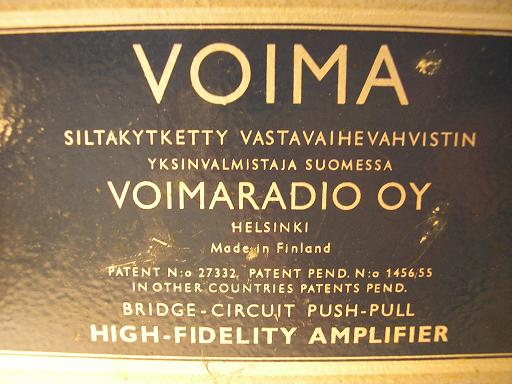 VOIMA
SILTAKYTKETTY VASTAVAIHEVAHVISTIN
YKSINVALMISTAJA SUOMESSA
VOIMARADIO OY
HELSINKI
Made in Finland
PATENT N:o 27332, PATENT PEND. N:o 1456/55
IN OTHER COUNTRIES PATENTS PEND.
BRIDGE-CIRCUIT PUSH-PULL
HIGH-FIDELITY AMPLIFIER